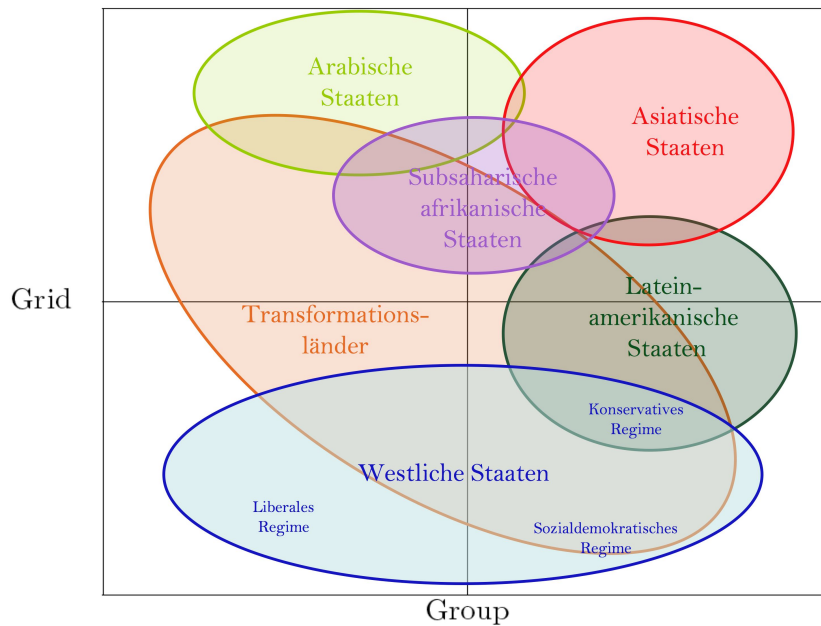 Arabische
Staaten
Asiatische
Staaten
Subsaharische
afrikanische
Staaten
Grid
Transformations-
länder
Latein-
amerikanische
Staaten
Konservatives
Regime
Westliche Staaten
Liberales
Regime
Sozialdemokratisches
Regime
Group